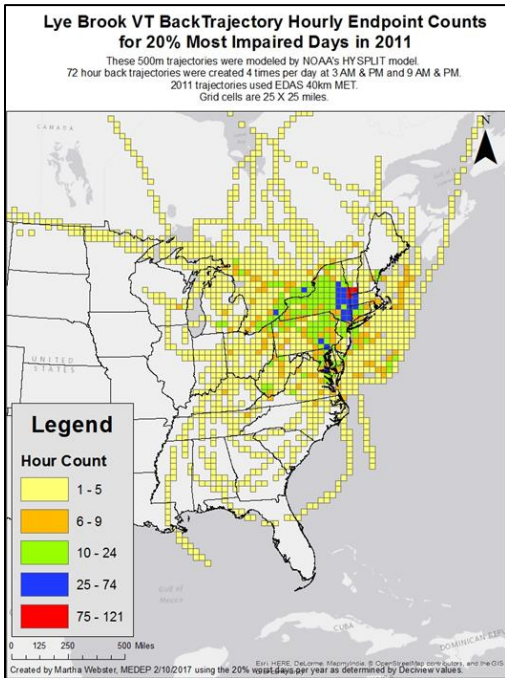 Lye Brook VT BackTrajectory Hourly Endpoint Counts
for 20% Most Impaired Days in 2011
These 500m trajectories were modeled by NOAA's HYSPLIT model.
72 hour back trajectories were created 4 times per day at 3 AM & PM and 9 AM & PM.
2011 trajectories used EDAS 40km MET.
Grid cells are 25 X 25 miles.
N
CANADA
UNITED
STATES
Legend
Hour Count
1 - 5
6 - 9
10 - 24
25 - 74
75 - 121
Gulf of
Mexico
0 125 250 500 Miles
CUBA
DOMINICAN
Esri, HERE, DeLorme, MapmyIndia, © OpenStreetMap contributors, and the GIS
Created by Martha Webster, MEDEP 2/10/2017 using the 20% worst days per year as determined by Deciview values.